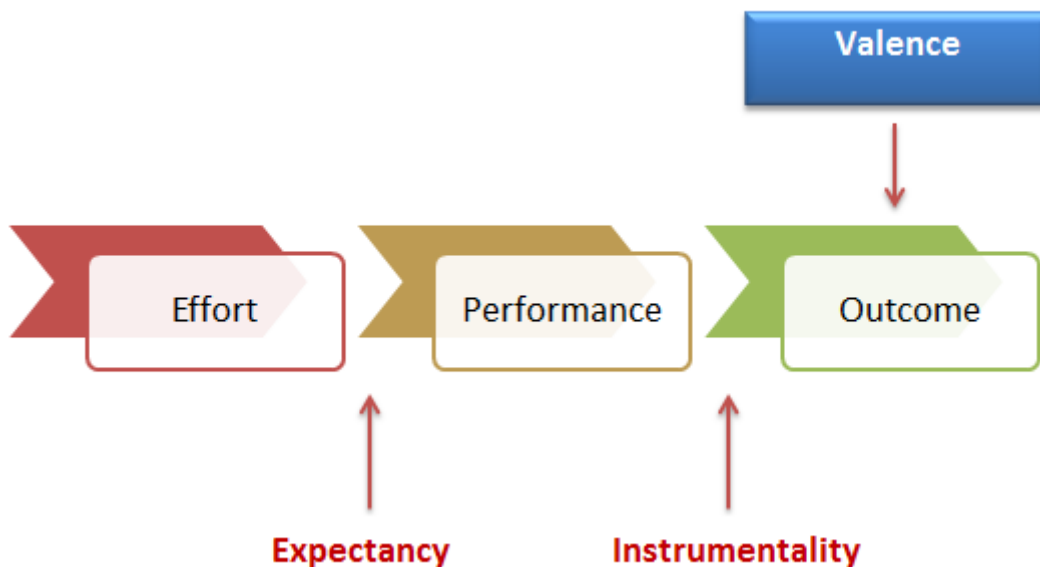 Valence
Effort
Performance
Outcome
Expectancy
Instrumentality